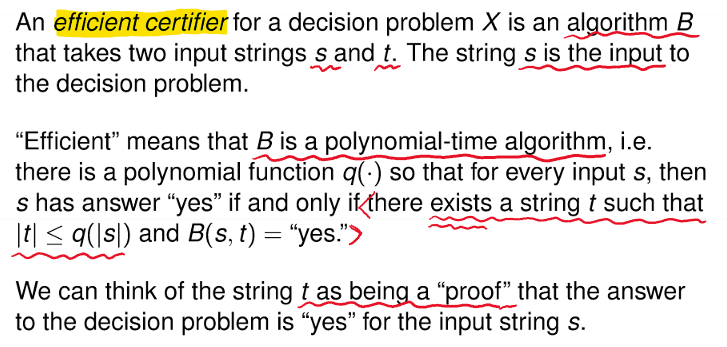 An efficient certifier for a decision problem X is an algorithm B
that takes two input strings s and t. The string s is the input to
the decision problem.
“Efficient” means that B is a polynomial-time algorithm, i.e.
there is a polynomial function q(·) so that for every input s, then
s has answer “yes” if and only if there exists a string t such that
|t| ≤ q(|s|) and B(s, t) = “yes.”
We can think of the string t as being a “proof” that the answer
to the decision problem is “yes” for the input string s.